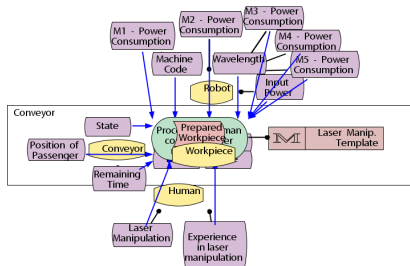 M1 - Power
Consumption
M2 - Power
Consumption
M3 - Power
Consumption
M4 - Power
Consumption
M5 - Power
Consumption
Machine
Code
Wavelength
Input
Power
Robot
Conveyor
State
Prepared
Workpiece
Workpiece
Laser Manip.
Template
Position of
Passenger
Conveyor
Remaining
Time
Human
Laser
Manipulation
Experience
in laser
manipulation